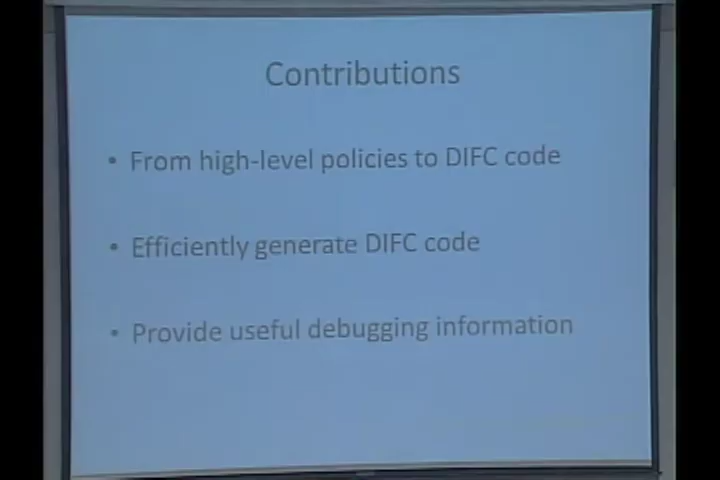 Contributions
• From high-level policies to DIFC code
• Efficiently generate DIFC code
• Provide useful debugging information